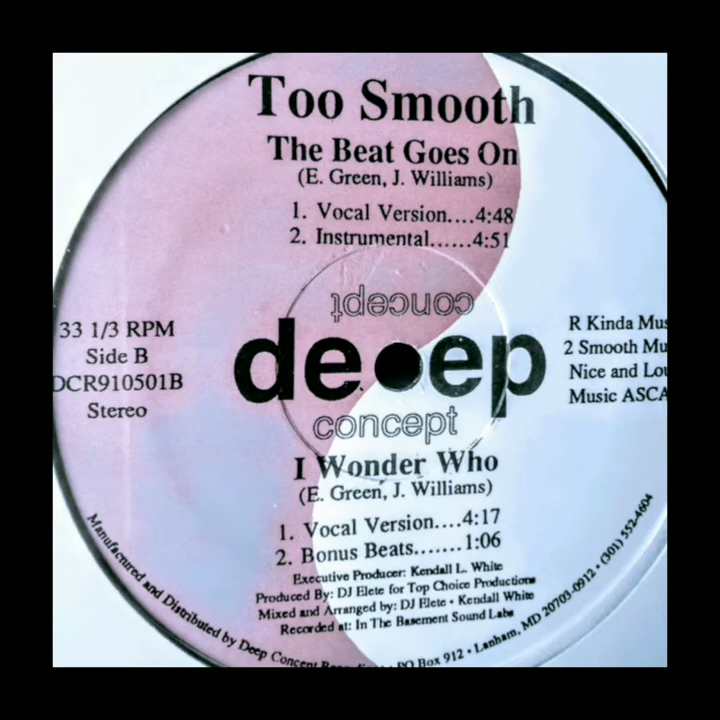 Too Smooth
The Beat Goes On
(E. Green, J. Williams)
1. Vocal Version....4:48
2. Instrumental......4:51
concept
33 1/3 RPM
Side B
DCR910501B
Stereo
deep
R Kinda Mus
2 Smooth Mu
Nice and Lou
Music ASCA
concept
I Wonder Who
(E. Green, J. Williams)
1. Vocal Version....4:17
2. Bonus Beats.......1:06
Executive Producer: Kendall L. White
Produced By: DJ Elete for Top Choice Productions
Mixed and Arranged by: DJ Elete • Kendall White
Recorded at: In The Basement Sound Labs
Manufactured and Distributed by Deep Concept • PO Box 912 • Lanham, MD 20703-0912 • (301) 552-4604